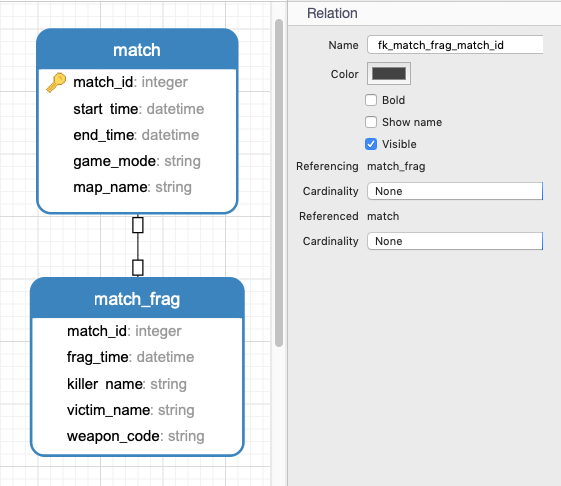 match
match_id: integer
start_time: datetime
end_time: datetime
game_mode: string
map_name: string
match_frag
match_id: integer
frag_time: datetime
killer_name: string
victim_name: string
weapon_code: string
Relation
Name fk_match_frag_match_id
Color
Bold
Show name
Visible
Referencing match_frag
Cardinality None
Referenced match
Cardinality None